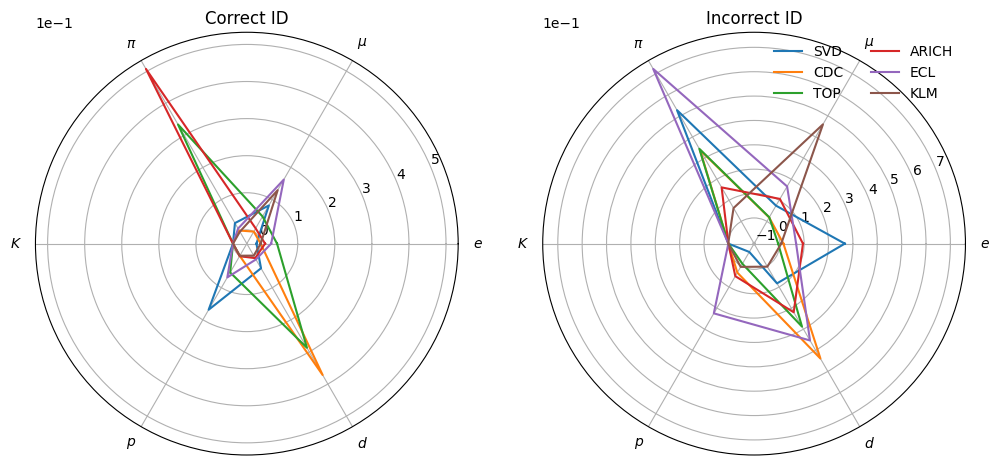 Correct ID
Incorrect ID
1e−1
1e−1
π
μ
π
μ
SVD
ARICH
CDC
ECL
TOP
KLM
5
4
3
2
1
0
7
6
5
4
3
2
1
0
−1
K
e
K
e
p
d
p
d